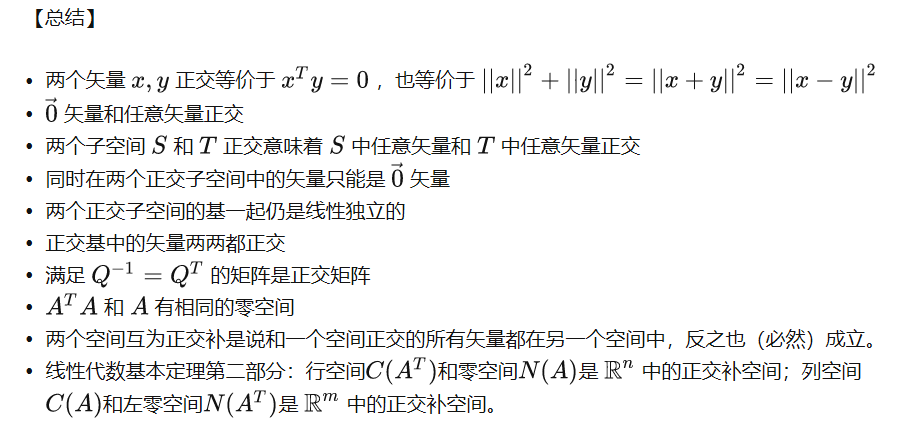 【总结】
• 两个矢量 $x, y$ 正交等价于 $x^T y = 0$ ，也等价于 $||x||^2 + ||y||^2 = ||x + y||^2 = ||x - y||^2$
• $\vec{0}$ 矢量和任意矢量正交
• 两个子空间 $S$ 和 $T$ 正交意味着 $S$ 中任意矢量和 $T$ 中任意矢量正交
• 同时在两个正交子空间中的矢量只能是 $\vec{0}$ 矢量
• 两个正交子空间的基一起仍是线性独立的
• 正交基中的矢量两两都正交
• 满足 $Q^{-1} = Q^T$ 的矩阵是正交矩阵
• $A^T A$ 和 $A$ 有相同的零空间
• 两个空间互为正交补是说和一个空间正交的所有矢量都在另一个空间中，反之也（必然）成立。
• 线性代数基本定理第二部分：行空间$C(A^T)$和零空间$N(A)$是 $\mathbb{R}^n$ 中的正交补空间；列空间
$C(A)$和左零空间$N(A^T)$是 $\mathbb{R}^m$ 中的正交补空间。